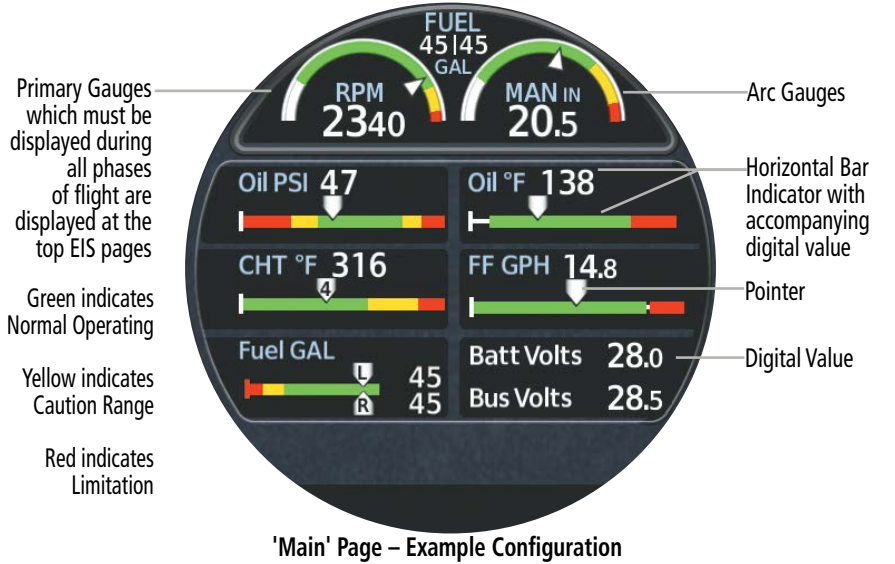 Primary Gauges
which must be
displayed during
all phases
of flight are
displayed at the
top EIS pages
Green indicates
Normal Operating
Yellow indicates
Caution Range
Red indicates
Limitation
FUEL
45|45
GAL
RPM
2340
MAN IN
20.5
Oil PSI 47
Oil °F 138
CHT °F 316
4
FF GPH 14.8
Fuel GAL
L 45
R 45
Batt Volts 28.0
Bus Volts 28.5
Arc Gauges
Horizontal Bar
Indicator with
accompanying
digital value
Pointer
Digital Value
'Main' Page – Example Configuration